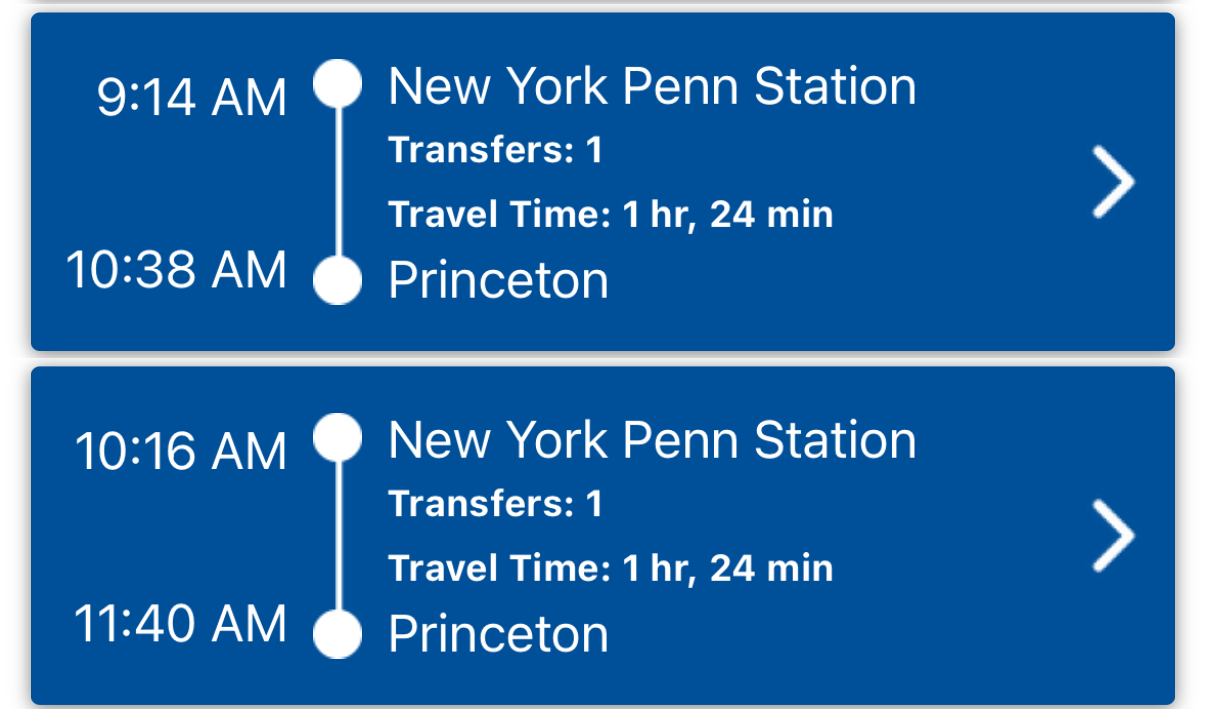 9:14 AM New York Penn Station
Transfers: 1
Travel Time: 1 hr, 24 min
10:38 AM Princeton
10:16 AM New York Penn Station
Transfers: 1
Travel Time: 1 hr, 24 min
11:40 AM Princeton